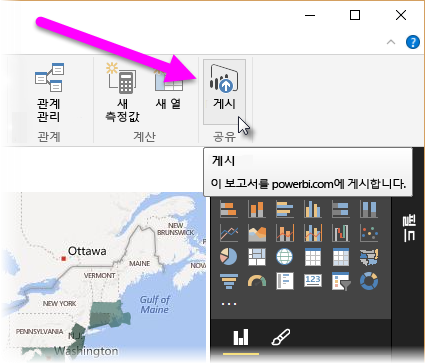 ?
관계
관리
새
측정값
새 열
게시
관계
계산
공유
게시
이 보고서를 powerbi.com에 게시합니다.
필드
123
R
...
Ottawa
NEW
BRUNSWICK
MAINE
VERMONT
NEW YORK
Gulf of
Maine
PENNSYLVANIA
N.J.
Washington